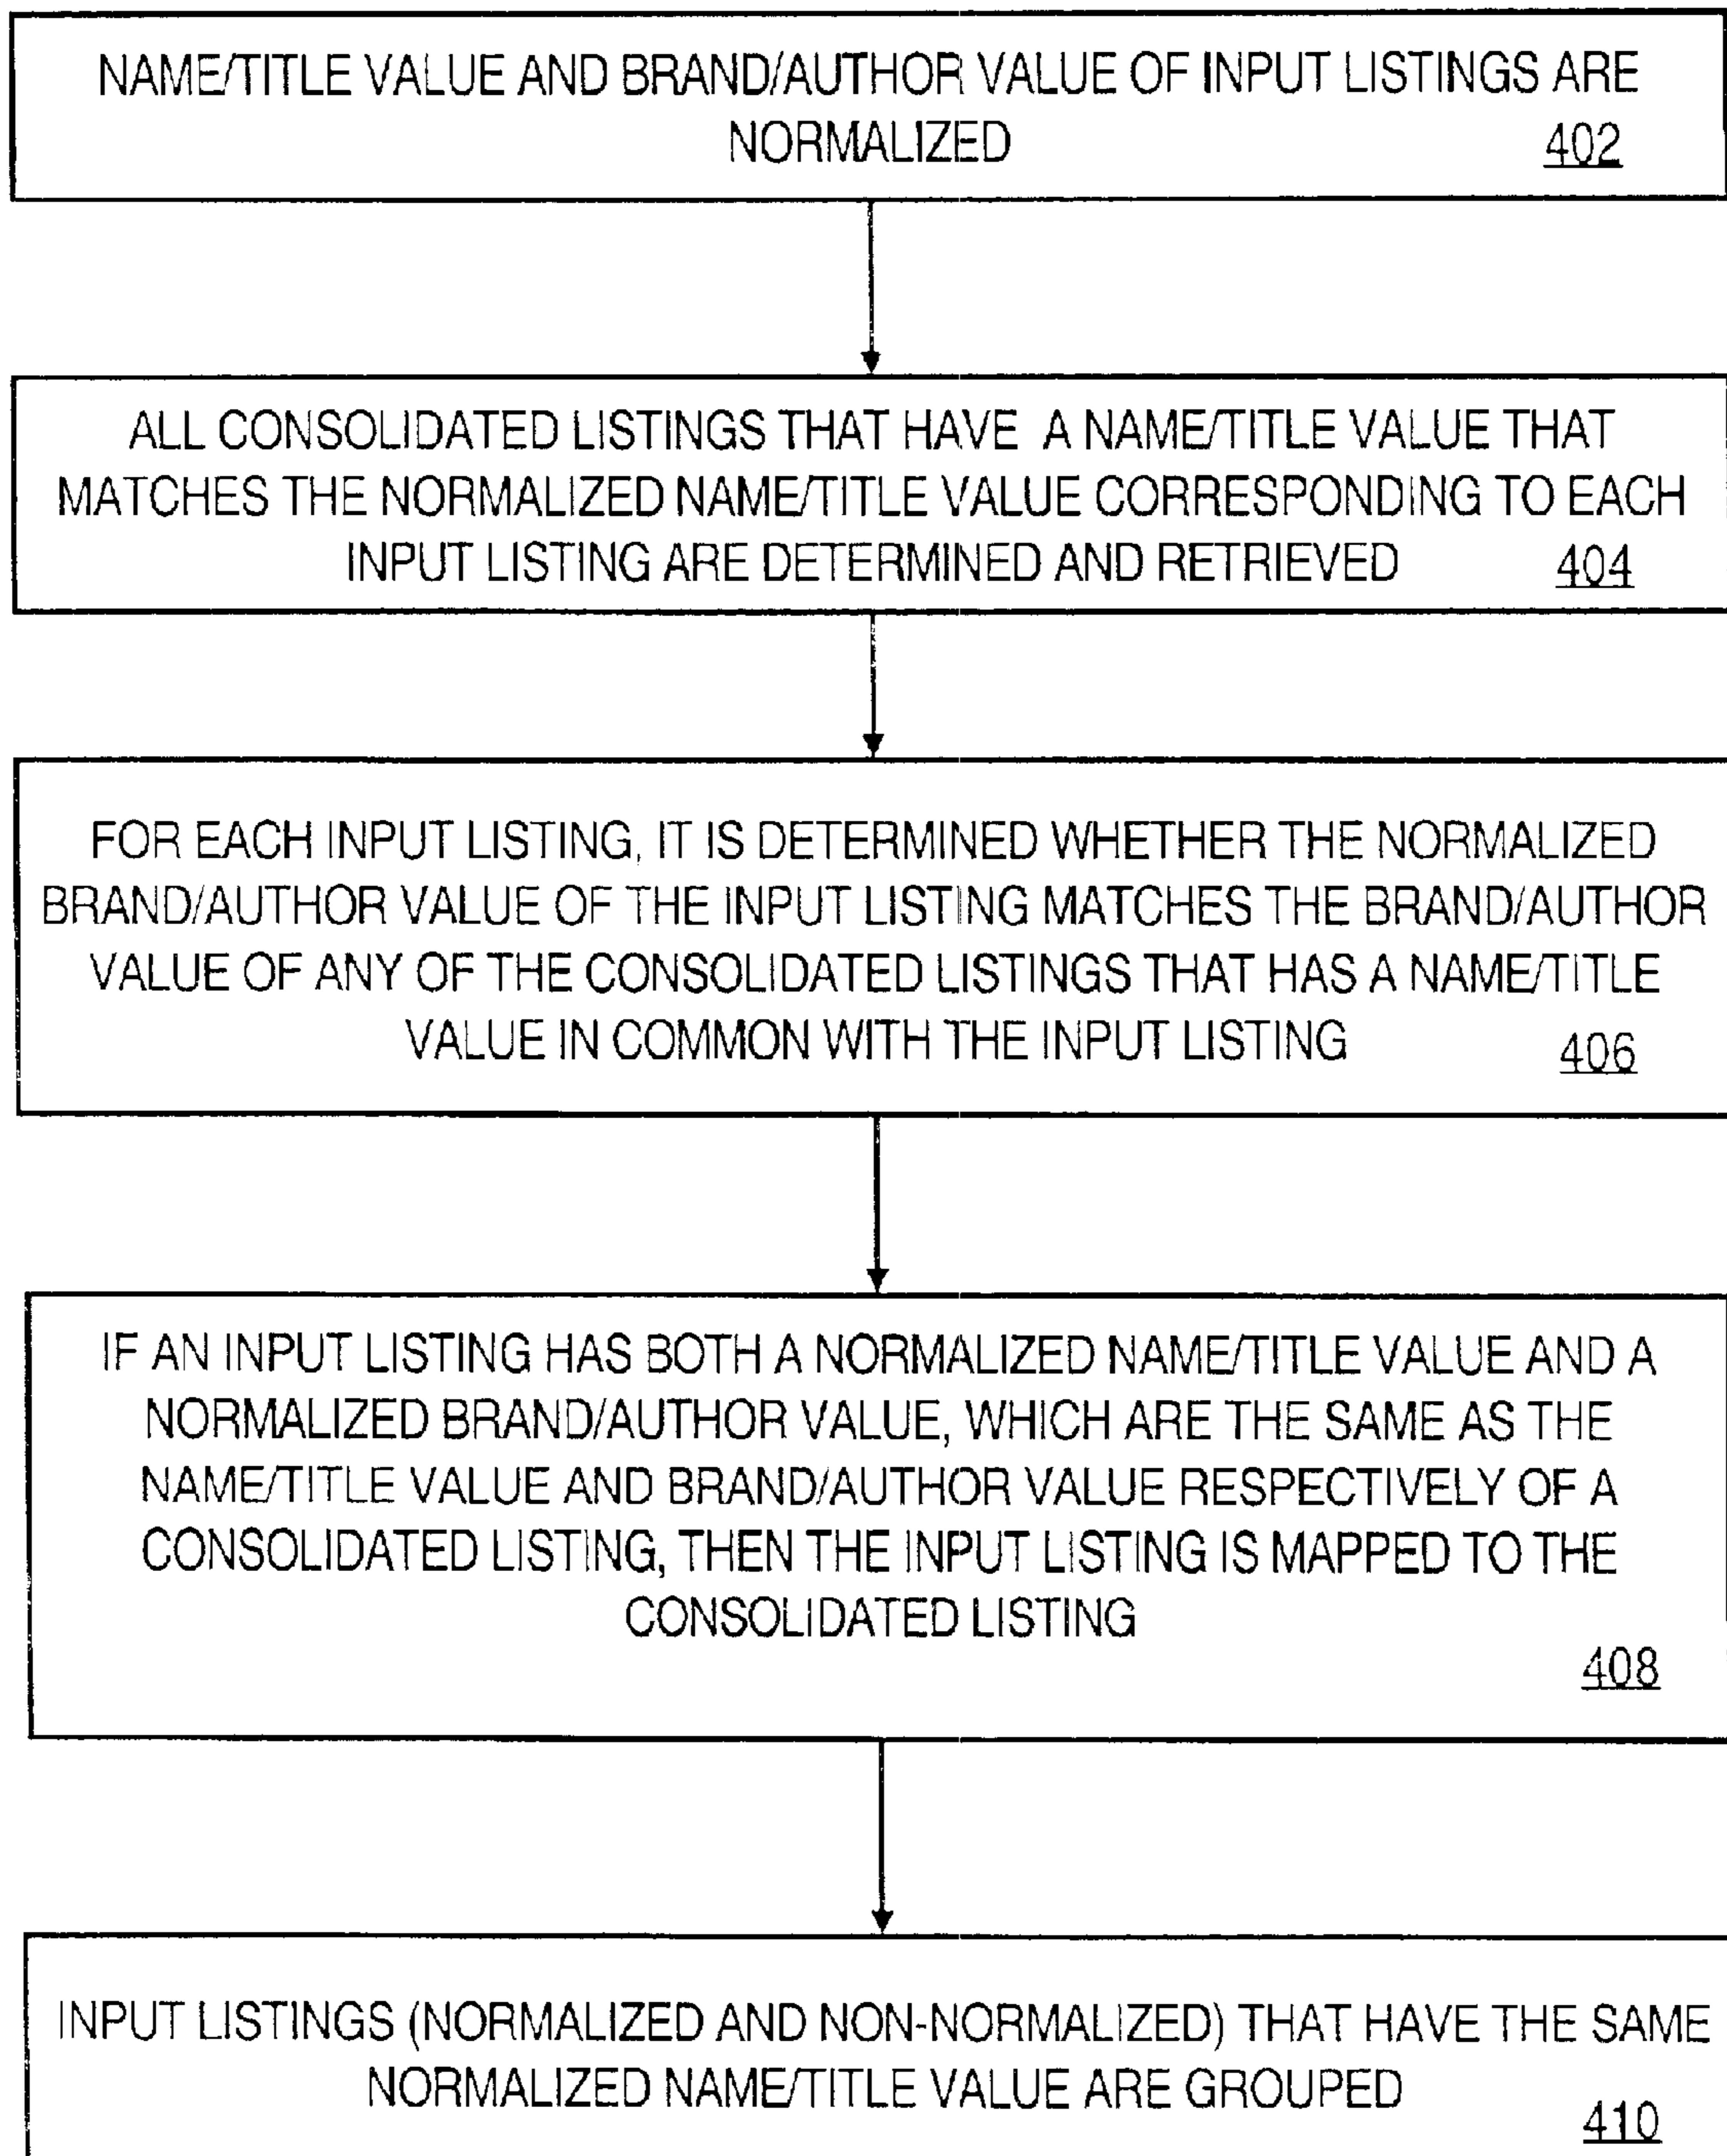 NAME/TITLE VALUE AND BRAND/AUTHOR VALUE OF INPUT LISTINGS ARE
NORMALIZED 402
ALL CONSOLIDATED LISTINGS THAT HAVE A NAME/TITLE VALUE THAT
MATCHES THE NORMALIZED NAME/TITLE VALUE CORRESPONDING TO EACH
INPUT LISTING ARE DETERMINED AND RETRIEVED 404
FOR EACH INPUT LISTING, IT IS DETERMINED WHETHER THE NORMALIZED
BRAND/AUTHOR VALUE OF THE INPUT LISTING MATCHES THE BRAND/AUTHOR
VALUE OF ANY OF THE CONSOLIDATED LISTINGS THAT HAS A NAME/TITLE
VALUE IN COMMON WITH THE INPUT LISTING 406
IF AN INPUT LISTING HAS BOTH A NORMALIZED NAME/TITLE VALUE AND A
NORMALIZED BRAND/AUTHOR VALUE, WHICH ARE THE SAME AS THE
NAME/TITLE VALUE AND BRAND/AUTHOR VALUE RESPECTIVELY OF A
CONSOLIDATED LISTING, THEN THE INPUT LISTING IS MAPPED TO THE
CONSOLIDATED LISTING
408
INPUT LISTINGS (NORMALIZED AND NON-NORMALIZED) THAT HAVE THE SAME
NORMALIZED NAME/TITLE VALUE ARE GROUPED
410